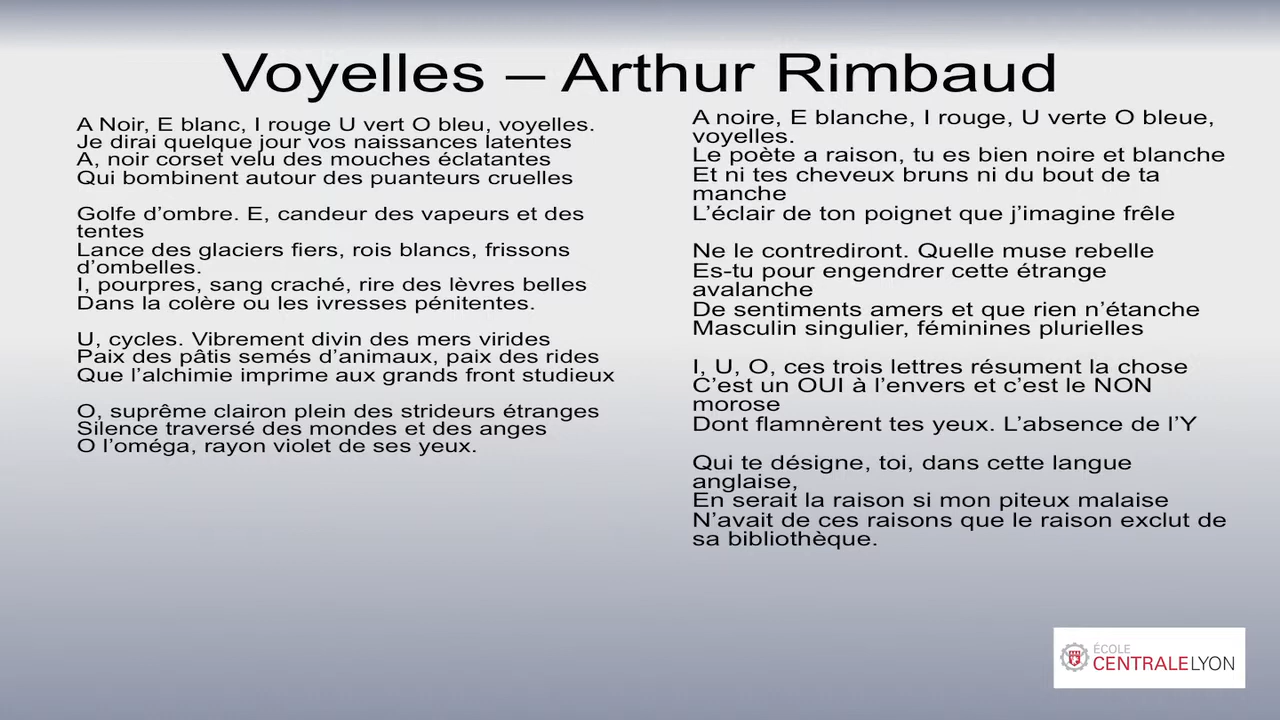 Voyelles – Arthur Rimbaud
A Noir, E blanc, I rouge U vert O bleu, voyelles.
Je dirai quelque jour vos naissances latentes
A, noir corset velu des mouches éclatantes
Qui bombinent autour des puanteurs cruelles
Golfe d'ombre. E, candeur des vapeurs et des
tentes
Lance des glaciers fiers, rois blancs, frissons
d'ombelles.
I, pourpres, sang craché, rire des lèvres belles
Dans la colère ou les ivresses pénitentes.
U, cycles. Vibrement divin des mers virides
Paix des pâtis semés d'animaux, paix des rides
Que l'alchimie imprime aux grands front studieux
O, suprême clairon plein des strideurs étranges
Silence traversé des mondes et des anges
O l'oméga, rayon violet de ses yeux.
A noire, E blanche, I rouge, U verte O bleue,
voyelles.
Le poète a raison, tu es bien noire et blanche
Et ni tes cheveux bruns ni du bout de ta
manche
L'éclair de ton poignet que j'imagine frêle
Ne le contrediront. Quelle muse rebelle
Es-tu pour engendrer cette étrange
avalanche
De sentiments amers et que rien n'étanche
Masculin singulier, féminines plurielles
I, U, O, ces trois lettres résument la chose
C'est un OUI à l'envers et c'est le NON
morose
Dont flamnèrent tes yeux. L'absence de l'Y
Qui te désigne, toi, dans cette langue
anglaise,
En serait la raison si mon piteux malaise
N'avait de ces raisons que le raison exclut de
sa bibliothèque.
ÉCOLE
CENTRALELYON